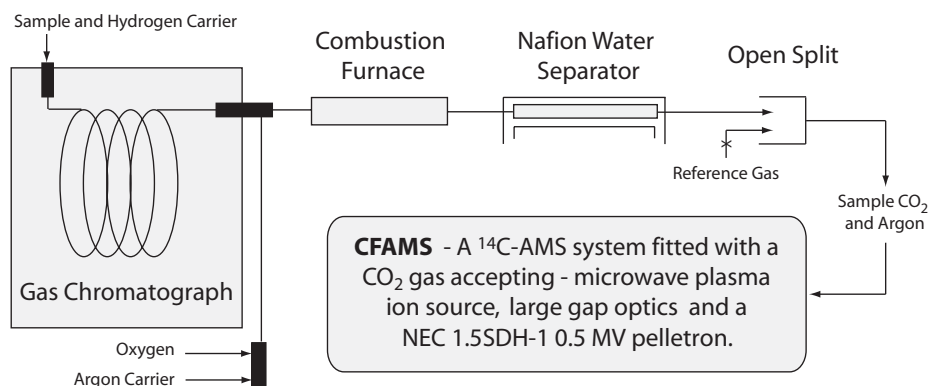 Sample and Hydrogen Carrier
Combustion
Furnace
Nafion Water
Separator
Open Split
Reference Gas
Sample CO₂
and Argon
Gas Chromatograph
CFAMS - A ¹⁴C-AMS system fitted with a
CO₂ gas accepting - microwave plasma
ion source, large gap optics and a
NEC 1.5SDH-1 0.5 MV pelletron.
Oxygen
Argon Carrier